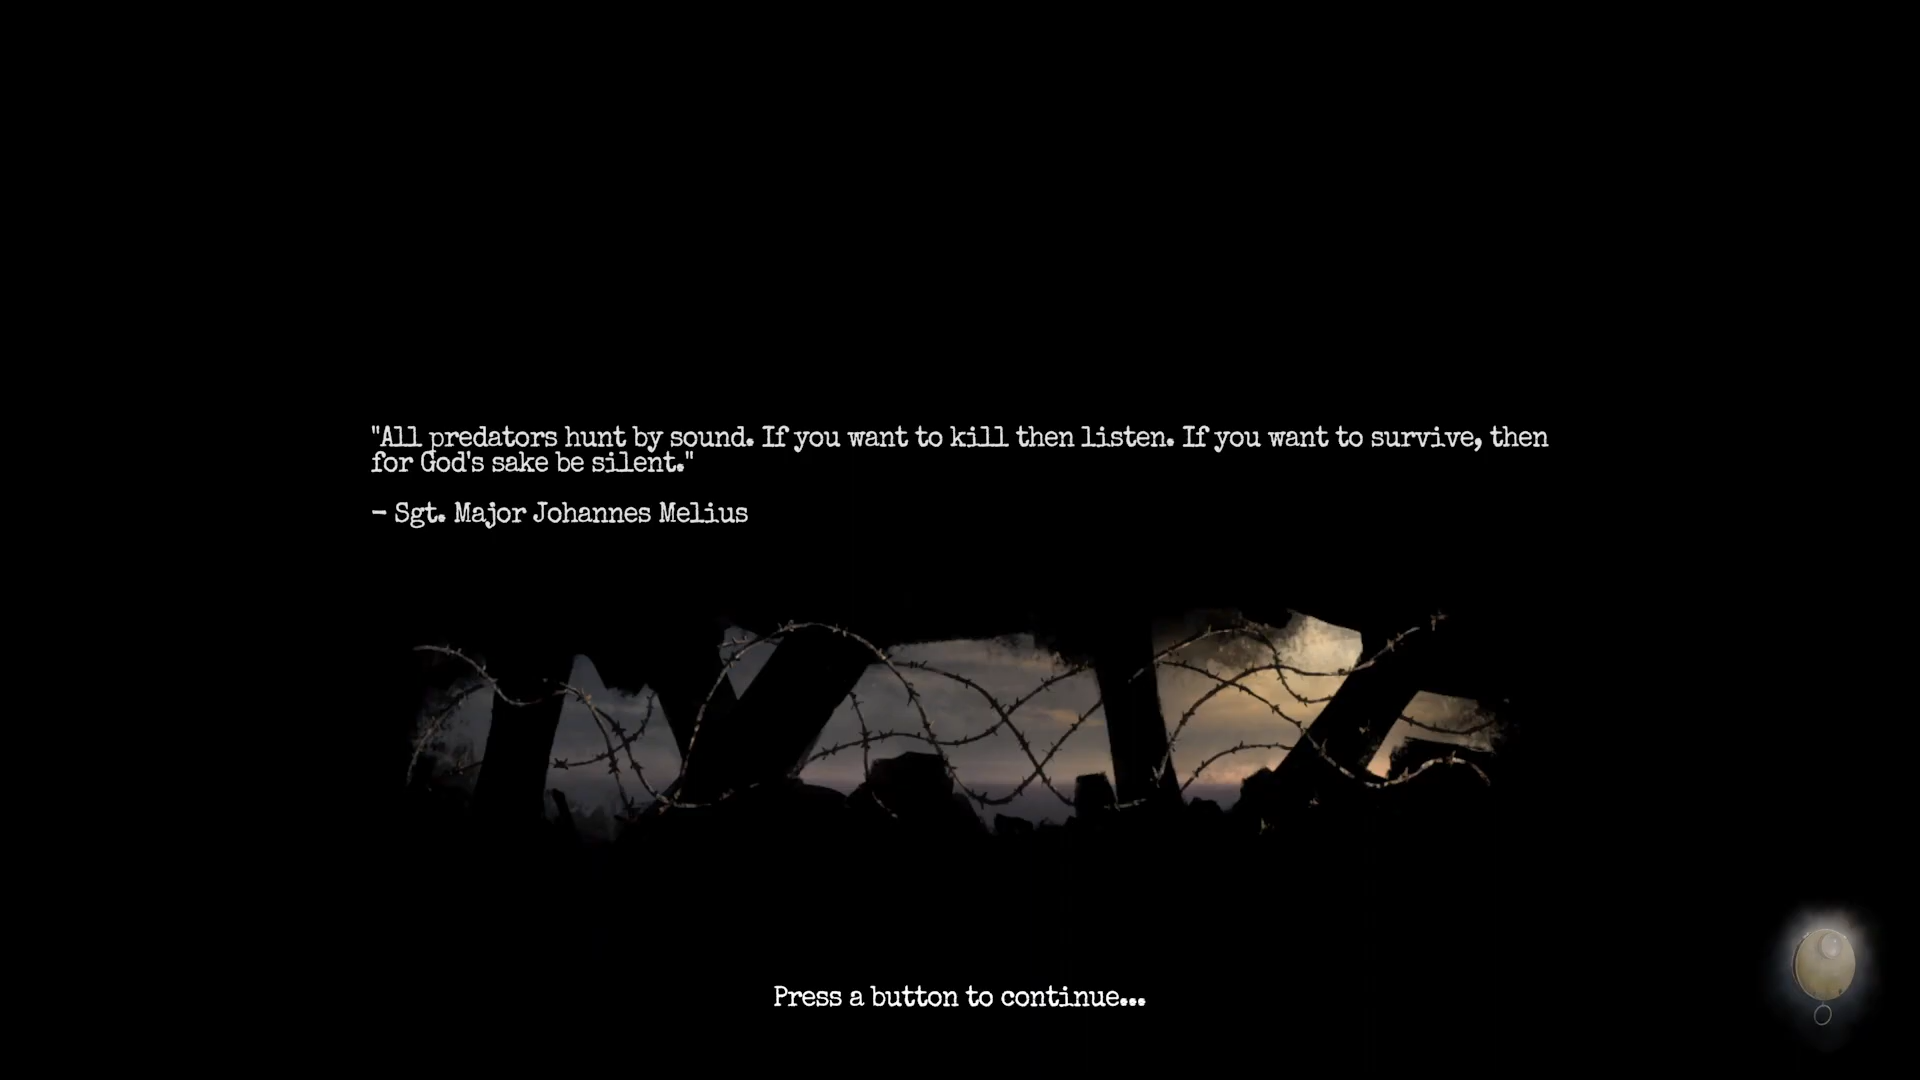 "All predators hunt by sound. If you want to kill then listen. If you want to survive, then
for God's sake be silent."
- Sgt. Major Johannes Melius
Press a button to continue...